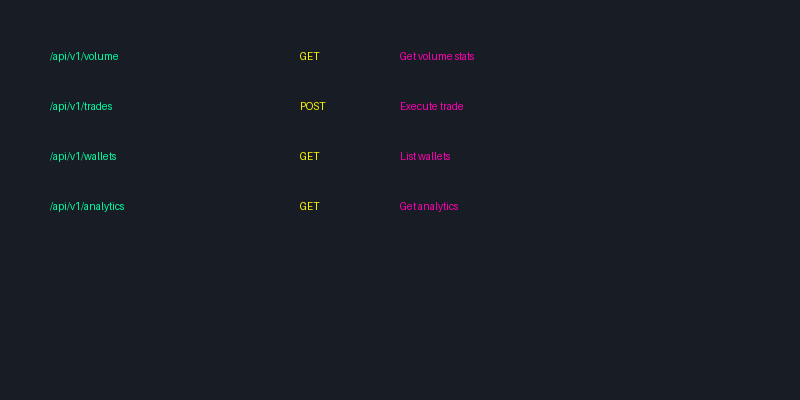 /api/v1/volume GET Get volume stats
/api/v1/trades POST Execute trade
/api/v1/wallets GET List wallets
/api/v1/analytics GET Get analytics